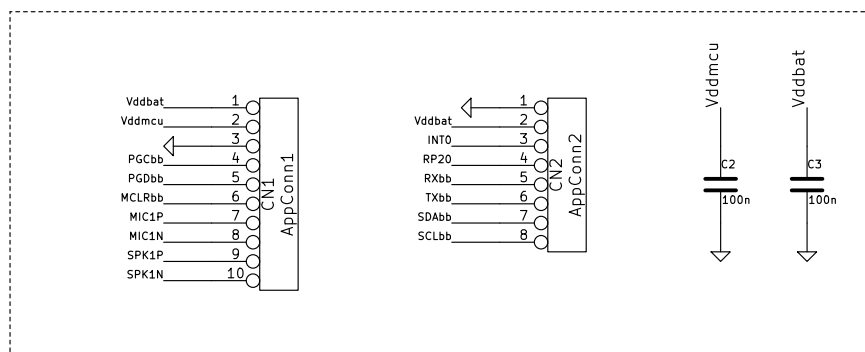 Vddbat 1
Vddmcu 2
3
PGCbb 4
PGDbb 5
MCLRbb 6
MIC1P 7
MIC1N 8
SPK1P 9
SPK1N 10
CN1
AppConn1
1
Vddbat 2
INT0 3
RP20 4
RXbb 5
TXbb 6
SDAbb 7
SCLbb 8
CN2
AppConn2
Vddmcu
C2
100n
Vddbat
C3
100n